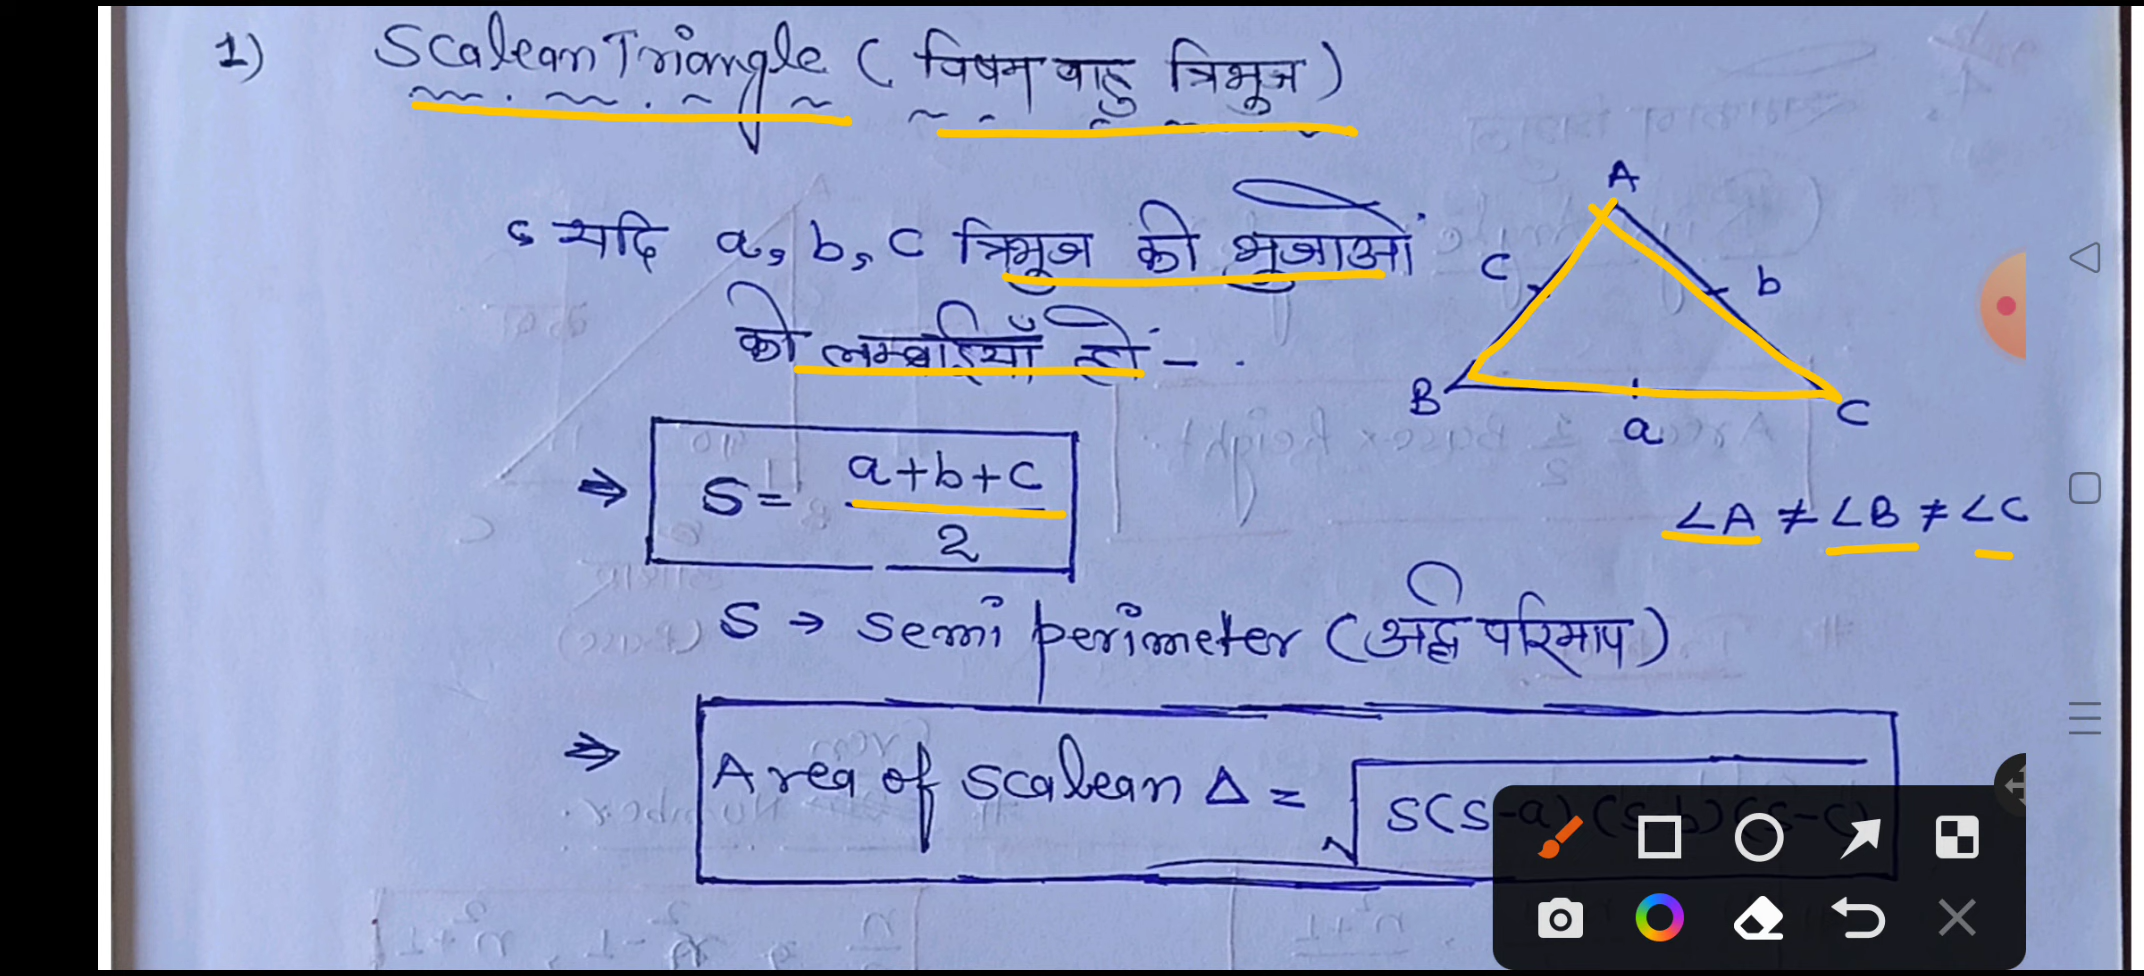 1) Scalean Triangle ( विषम बाहु त्रिभुज )
यदि a, b, c त्रिभुज की भुजाओं
की लम्बाईयाँ हों -
A
c
b
B
a
C
⇒ S = a+b+c / 2
∠A ≠ ∠B ≠ ∠C
S → Semi perimeter (अर्द्ध परिमाप)
⇒ Area of scalean Δ = √S(S-a)(S-b)(S-c)